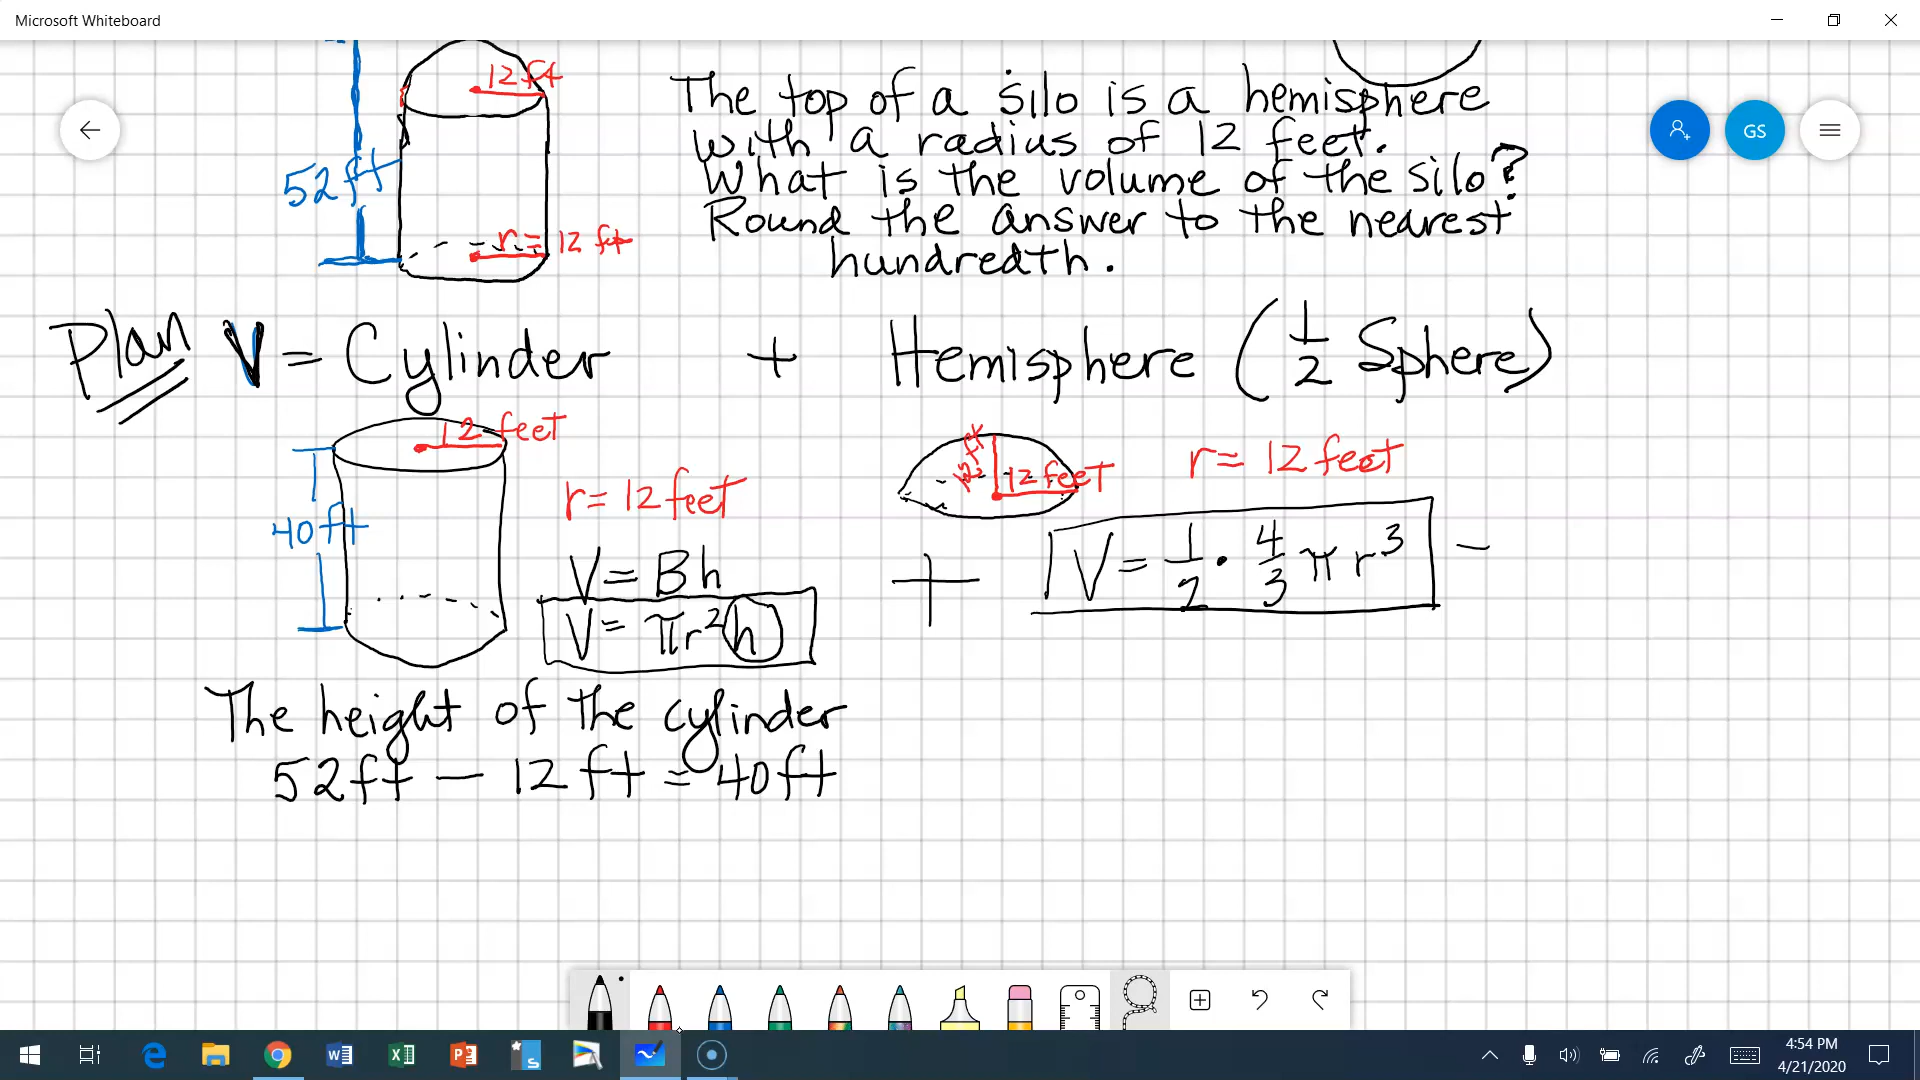 Microsoft Whiteboard
12 ft
52 ft
r = 12 ft
The top of a silo is a hemisphere
with a radius of 12 feet.
What is the volume of the silo?
Round the answer to the nearest
hundredth.
GS
Plan V = Cylinder + Hemisphere (1/2 Sphere)
12 feet
40 ft
r = 12 feet
V = Bh
V = πr²h
12 ft
12 feet
r = 12 feet
+
V = 1/2 · 4/3 πr³ –
The height of the cylinder
52ft – 12 ft = 40ft
4:54 PM
4/21/2020